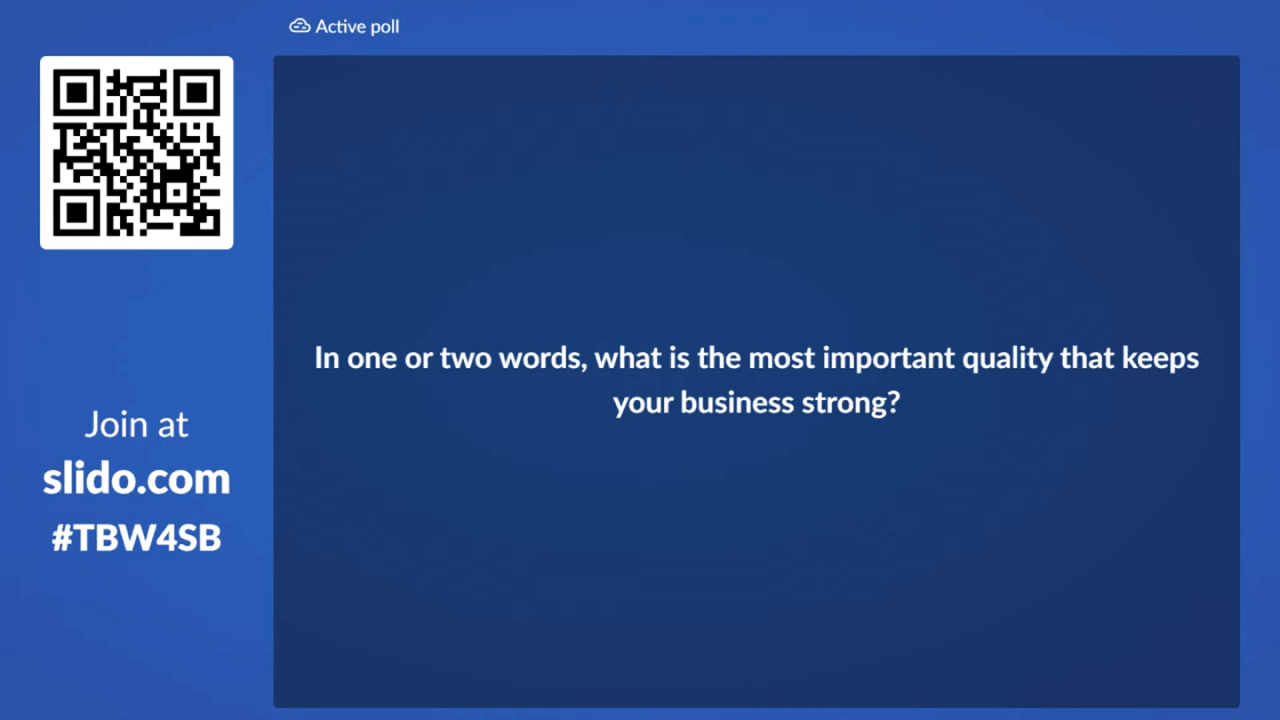 Active poll
In one or two words, what is the most important quality that keeps
your business strong?
Join at
slido.com
#TBW4SB